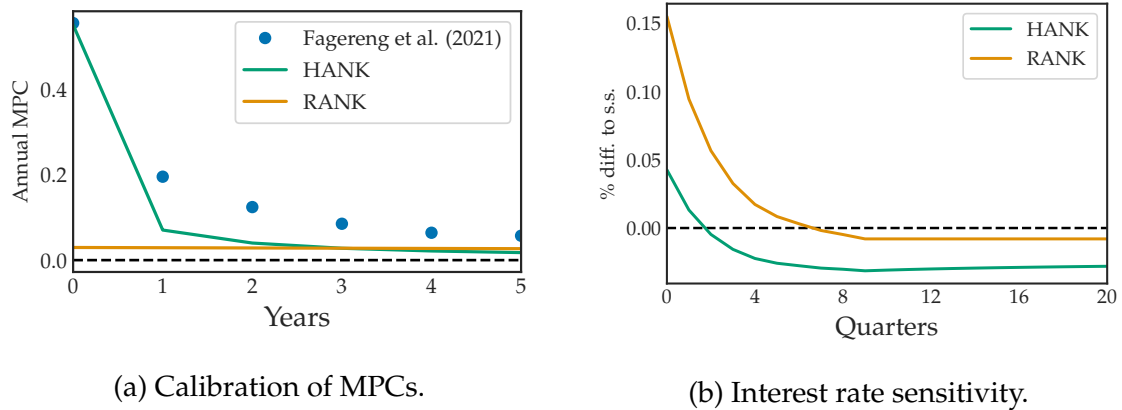 Annual MPC
0.4
0.2
0.0
Fagereng et al. (2021)
HANK
RANK
0 1 2 3 4 5
Years
(a) Calibration of MPCs.
% diff. to s.s.
0.15
0.10
0.05
0.00
HANK
RANK
0 4 8 12 16 20
Quarters
(b) Interest rate sensitivity.